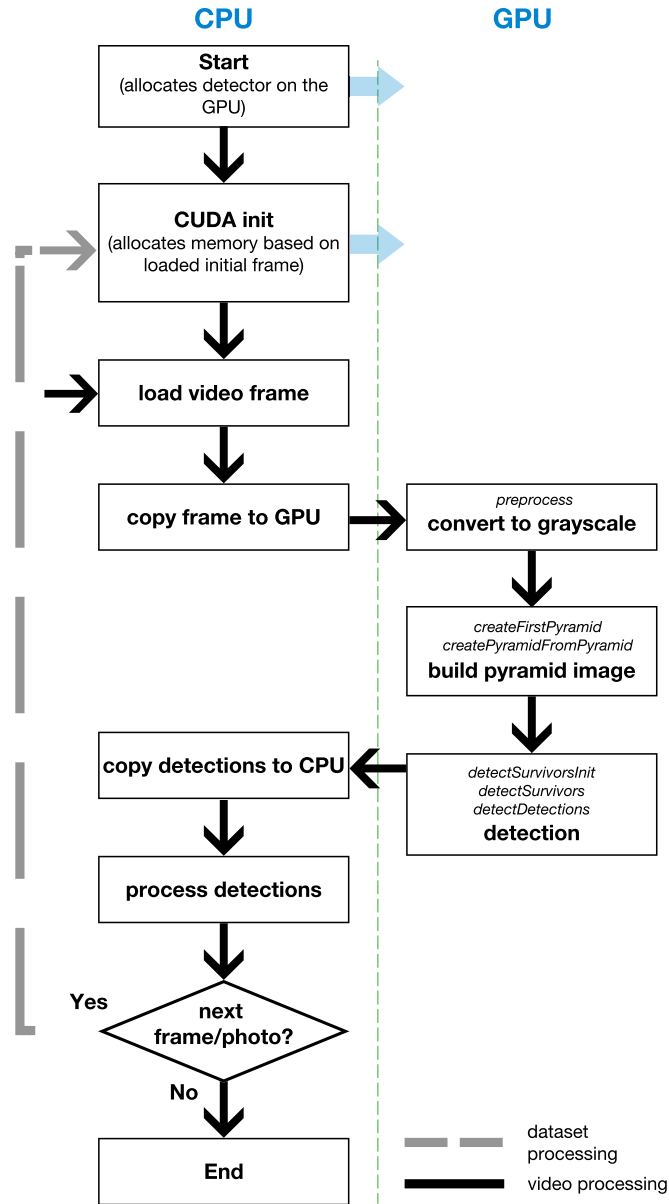 CPU
GPU
Start
(allocates detector on the
GPU)
CUDA init
(allocates memory based on
loaded initial frame)
load video frame
copy frame to GPU
preprocess
convert to grayscale
createFirstPyramid
createPyramidFromPyramid
build pyramid image
copy detections to CPU
detectSurvivorsInit
detectSurvivors
detectDetections
detection
process detections
Yes
next
frame/photo?
No
End
dataset
processing
video processing